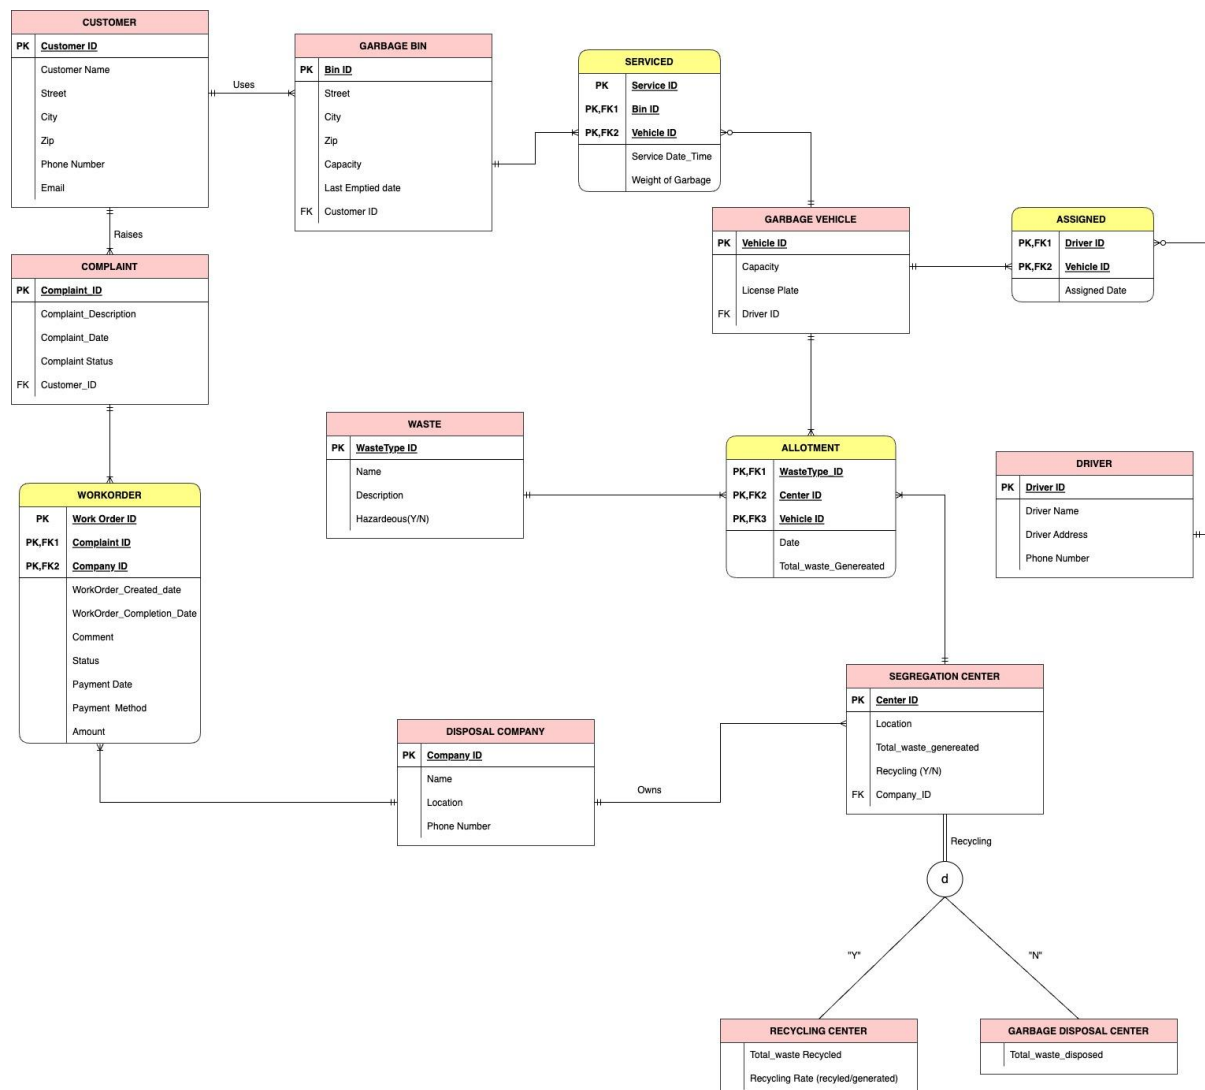 CUSTOMER
PK Customer ID
Customer Name
Street
City
Zip
Phone Number
Email
Uses
GARBAGE BIN
PK Bin ID
Street
City
Zip
Capacity
Last Emptied date
FK Customer ID
SERVICED
PK Service ID
PK,FK1 Bin ID
PK,FK2 Vehicle ID
Service Date_Time
Weight of Garbage
Raises
COMPLAINT
PK Complaint_ID
Complaint_Description
Complaint_Date
Complaint Status
FK Customer_ID
GARBAGE VEHICLE
PK Vehicle ID
Capacity
License Plate
FK Driver ID
ASSIGNED
PK,FK1 Driver ID
PK,FK2 Vehicle ID
Assigned Date
WASTE
PK WasteType ID
Name
Description
Hazardeous(Y/N)
ALLOTMENT
PK,FK1 WasteType_ID
PK,FK2 Center ID
PK,FK3 Vehicle ID
Date
Total_waste_Genereated
DRIVER
PK Driver ID
Driver Name
Driver Address
Phone Number
WORKORDER
PK Work Order ID
PK,FK1 Complaint ID
PK,FK2 Company ID
WorkOrder_Created_date
WorkOrder_Completion_Date
Comment
Status
Payment Date
Payment Method
Amount
DISPOSAL COMPANY
PK Company ID
Name
Location
Phone Number
Owns
SEGREGATION CENTER
PK Center ID
Location
Total_waste_genereated
Recycling (Y/N)
FK Company_ID
Recycling
d
"Y"
"N"
RECYCLING CENTER
Total_waste Recycled
Recycling Rate (recyled/generated)
GARBAGE DISPOSAL CENTER
Total_waste_disposed